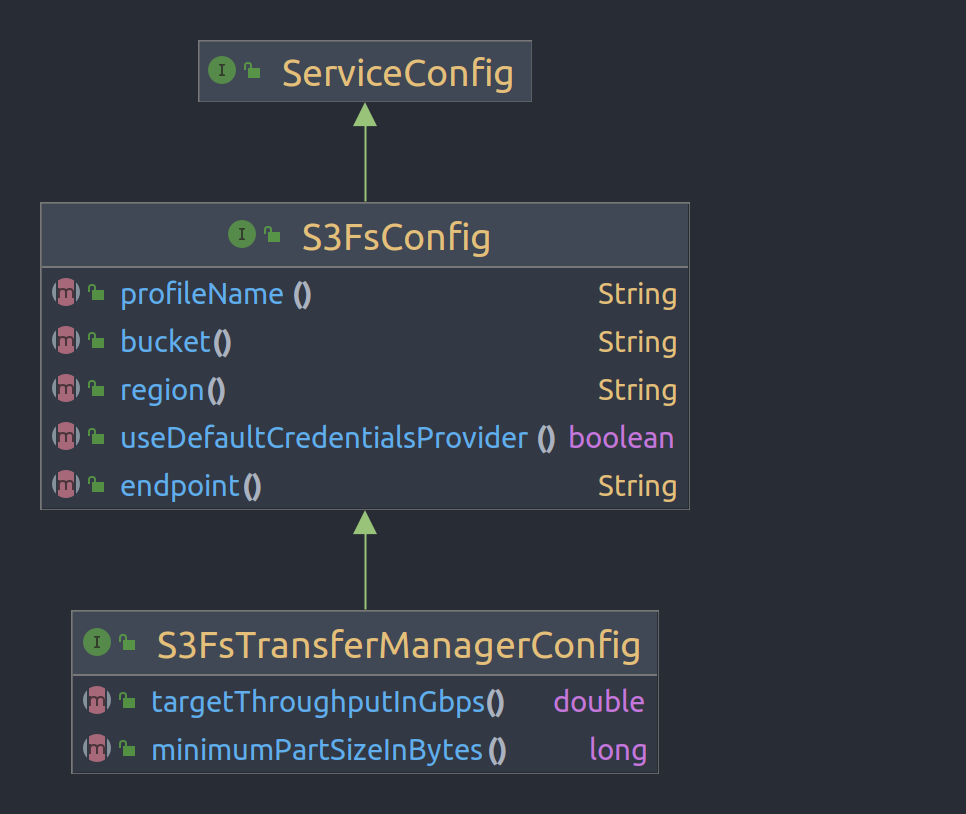 I ServiceConfig
I S3FsConfig
m profileName () String
m bucket() String
m region() String
m useDefaultCredentialsProvider () boolean
m endpoint() String
I S3FsTransferManagerConfig
m targetThroughputInGbps() double
m minimumPartSizeInBytes() long